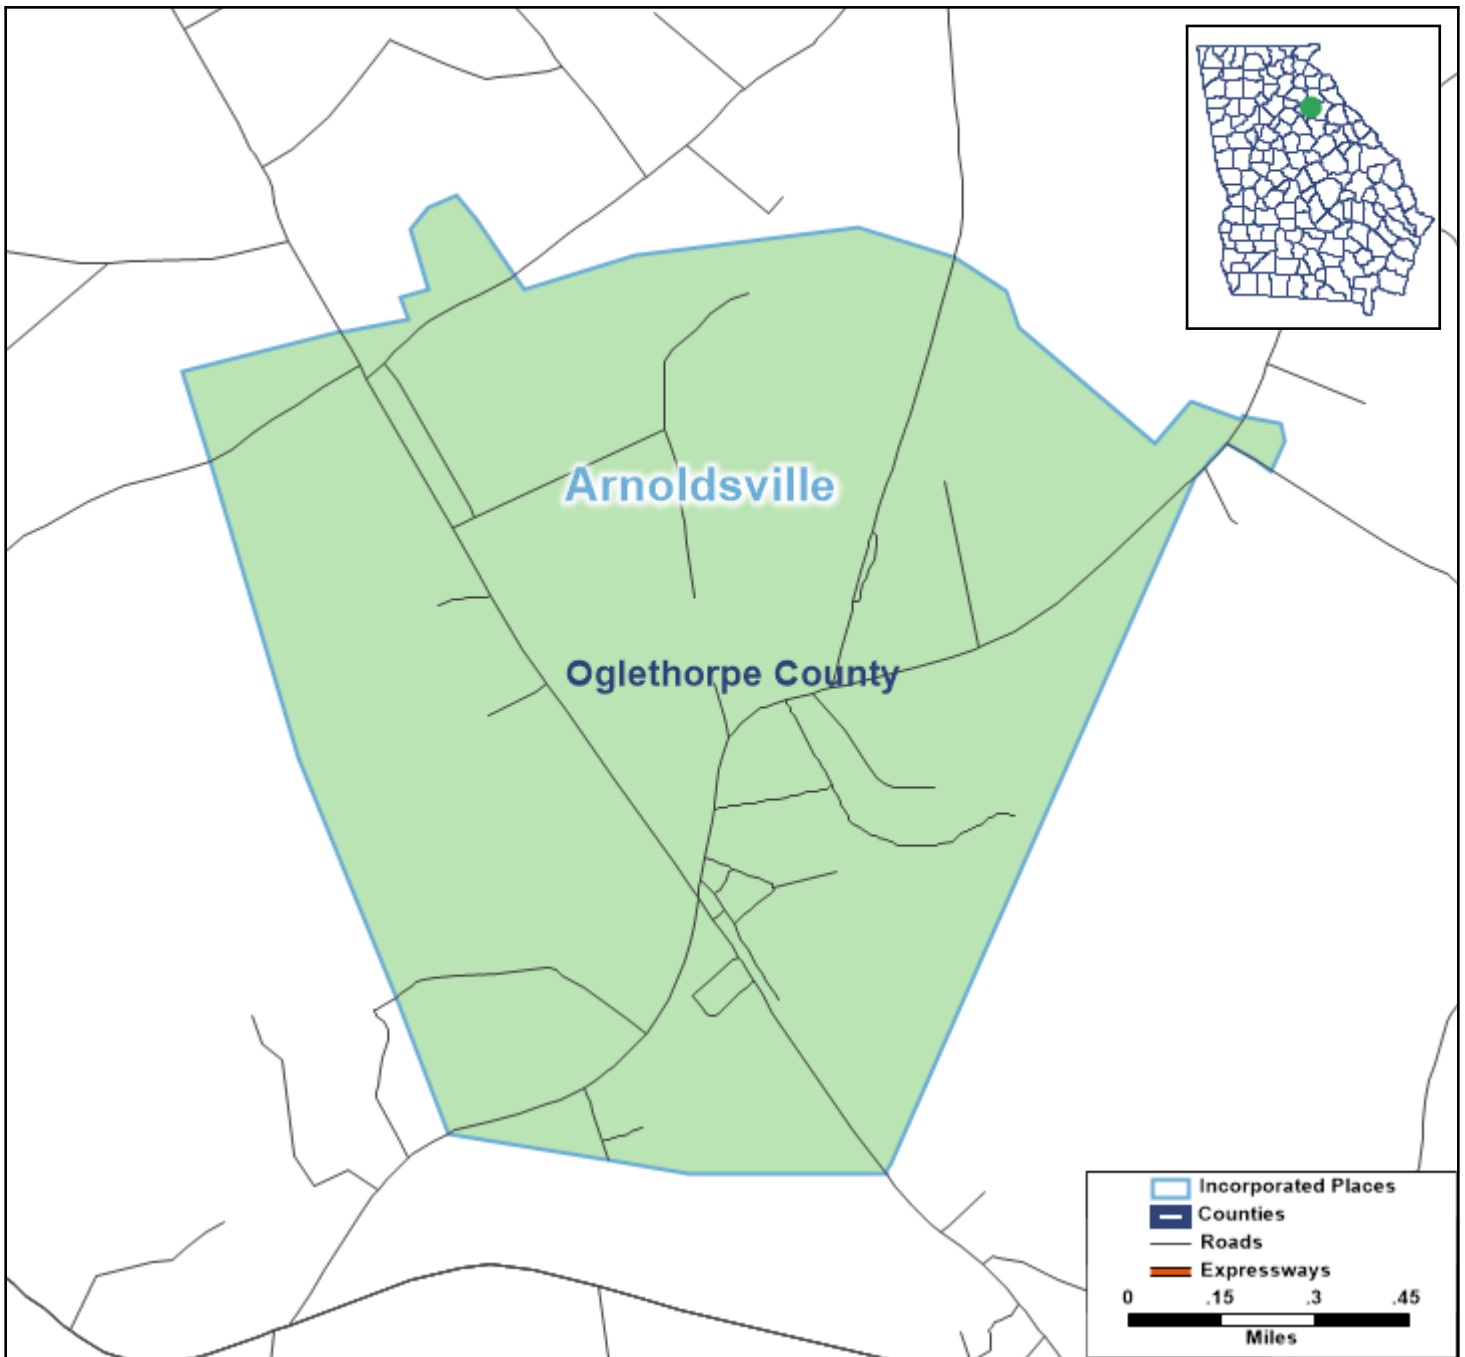 Arnoldsville
Oglethorpe County
Incorporated Places
Counties
Roads
Expressways
0 .15 .3 .45
Miles